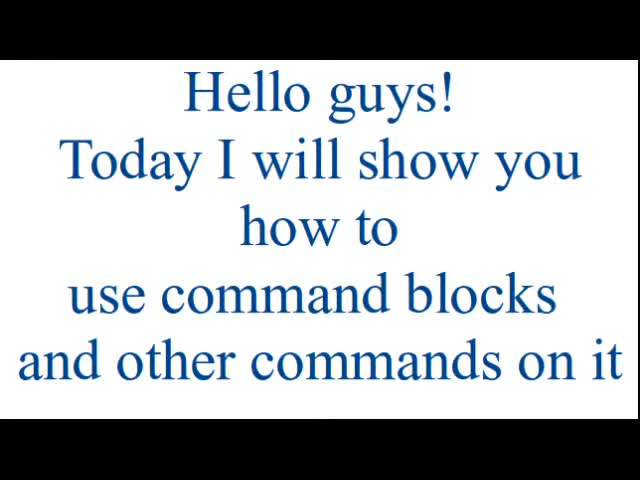 Hello guys!
Today I will show you
how to
use command blocks
and other commands on it